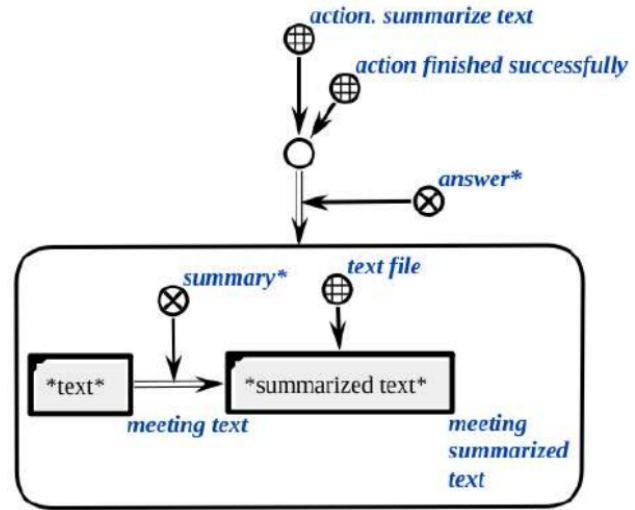 action. summarize text
action finished successfully
answer*
summary*
text file
*text*
*summarized text*
meeting text
meeting
summarized
text